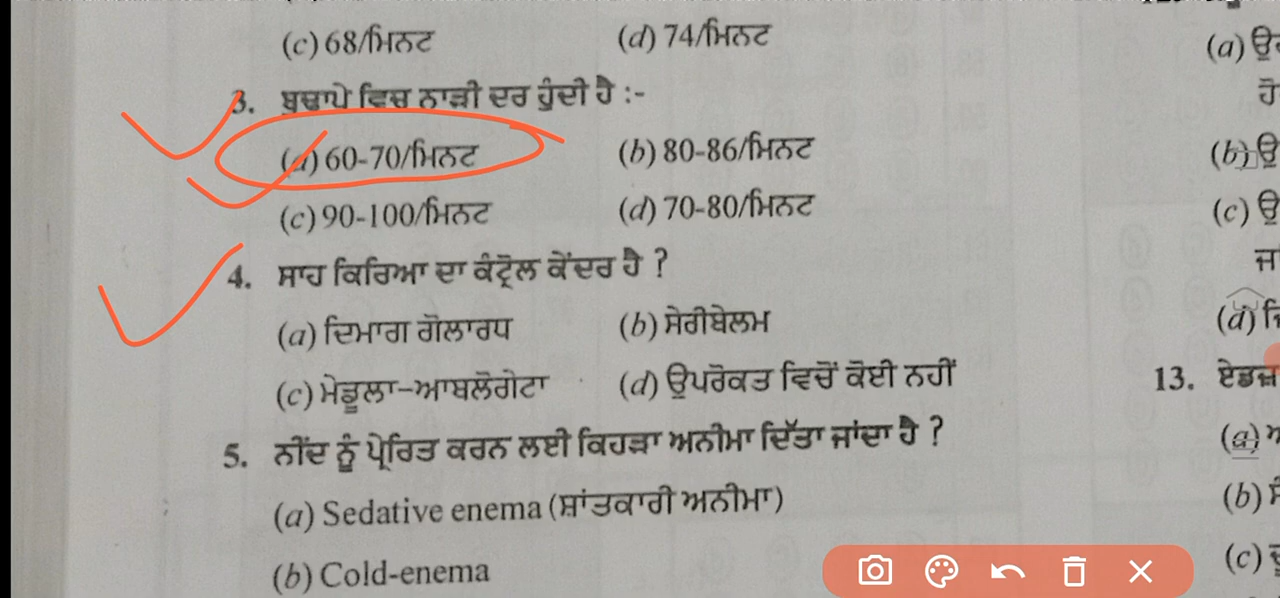 (c) 68/ਮਿਨਟ (d) 74/ਮਿਨਟ
3. ਬੁਢਾਪੇ ਵਿਚ ਨਾੜੀ ਦਰ ਹੁੰਦੀ ਹੈ :-
(a) 60-70/ਮਿਨਟ (b) 80-86/ਮਿਨਟ
(c) 90-100/ਮਿਨਟ (d) 70-80/ਮਿਨਟ
4. ਸਾਹ ਕਿਰਿਆ ਦਾ ਕੰਟ੍ਰੋਲ ਕੇਂਦਰ ਹੈ ?
(a) ਦਿਮਾਗ ਗੋਲਾਰਧ (b) ਸੇਰੀਬੇਲਮ
(c) ਮੇਡੂਲਾ-ਆਬਲੋਗੇਟਾ (d) ਉਪਰੋਕਤ ਵਿਚੋਂ ਕੋਈ ਨਹੀਂ
5. ਨੀਂਦ ਨੂੰ ਪ੍ਰੇਰਿਤ ਕਰਨ ਲਈ ਕਿਹੜਾ ਅਨੀਮਾ ਦਿੱਤਾ ਜਾਂਦਾ ਹੈ ?
(a) Sedative enema (ਸ਼ਾਂਤਕਾਰੀ ਅਨੀਮਾ)
(b) Cold-enema
(a)
(b)
(c)
(d)
13. ਏਡਜ਼
(a)
(b)
(c)